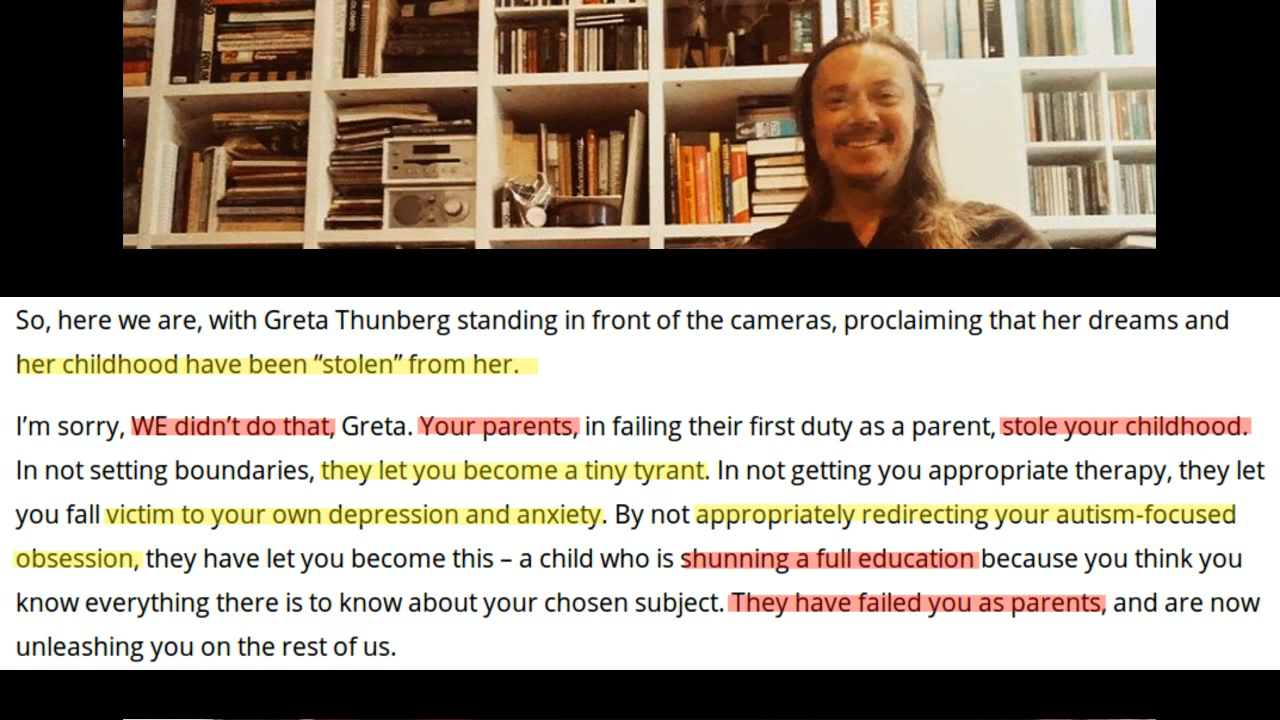 So, here we are, with Greta Thunberg standing in front of the cameras, proclaiming that her dreams and
her childhood have been “stolen” from her.
I’m sorry, WE didn’t do that, Greta. Your parents, in failing their first duty as a parent, stole your childhood.
In not setting boundaries, they let you become a tiny tyrant. In not getting you appropriate therapy, they let
you fall victim to your own depression and anxiety. By not appropriately redirecting your autism-focused
obsession, they have let you become this – a child who is shunning a full education because you think you
know everything there is to know about your chosen subject. They have failed you as parents, and are now
unleashing you on the rest of us.